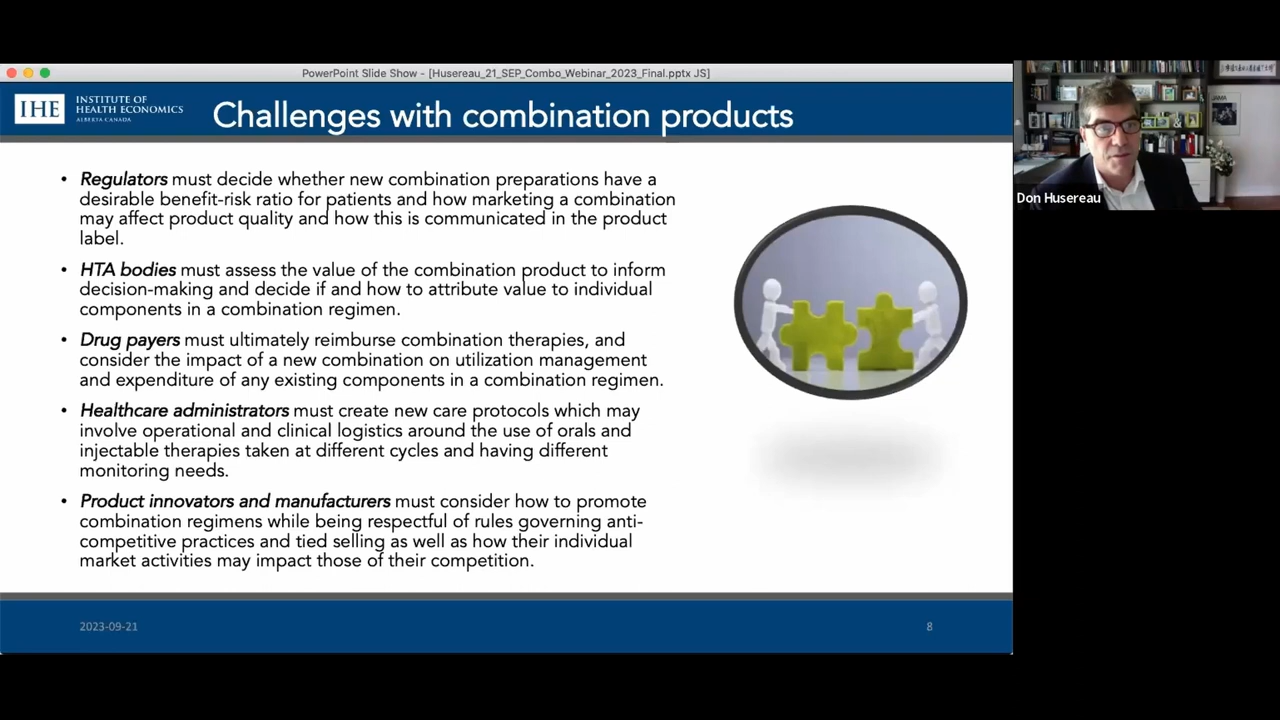 PowerPoint Slide Show - [Husereau_21_SEP_Combo_Webinar_2023_Final.pptx JS]
IHE
INSTITUTE OF
HEALTH ECONOMICS
ALBERTA CANADA
Challenges with combination products
• Regulators must decide whether new combination preparations have a
desirable benefit-risk ratio for patients and how marketing a combination
may affect product quality and how this is communicated in the product
label.
• HTA bodies must assess the value of the combination product to inform
decision-making and decide if and how to attribute value to individual
components in a combination regimen.
• Drug payers must ultimately reimburse combination therapies, and
consider the impact of a new combination on utilization management
and expenditure of any existing components in a combination regimen.
• Healthcare administrators must create new care protocols which may
involve operational and clinical logistics around the use of orals and
injectable therapies taken at different cycles and having different
monitoring needs.
• Product innovators and manufacturers must consider how to promote
combination regimens while being respectful of rules governing anti-
competitive practices and tied selling as well as how their individual
market activities may impact those of their competition.
2023-09-21
8
JAMA
Don Husereau